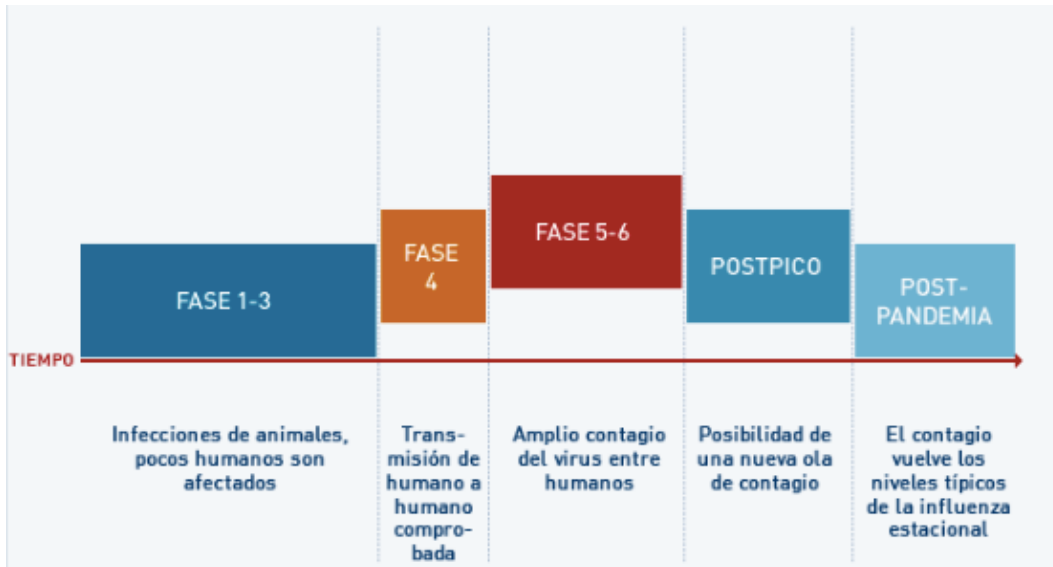 FASE 1-3
FASE
4
FASE 5-6
POSTPICO
POST-
PANDEMIA
TIEMPO
Infecciones de animales,
pocos humanos son
afectados
Trans-
misión de
humano a
humano
compro-
bada
Amplio contagio
del virus entre
humanos
Posibilidad de
una nueva ola
de contagio
El contagio
vuelve los
niveles típicos
de la influenza
estacional